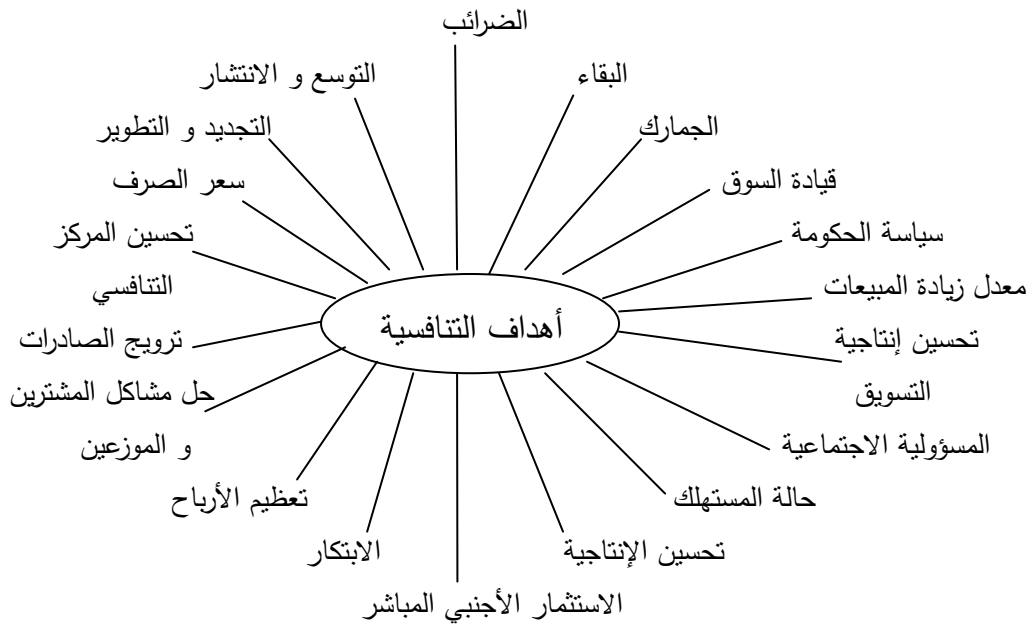 الضرائب
التوسع و الانتشار
البقاء
التجديد و التطوير
الجمارك
سعر الصرف
قيادة السوق
تحسين المركز
التنافسي
سياسة الحكومة
معدل زيادة المبيعات
أهداف التنافسية
ترويج الصادرات
تحسين إنتاجية
التسويق
حل مشاكل المشترين
و الموزعين
المسؤولية الاجتماعية
تعظيم الأرباح
حالة المستهلك
الابتكار
تحسين الإنتاجية
الاستثمار الأجنبي المباشر